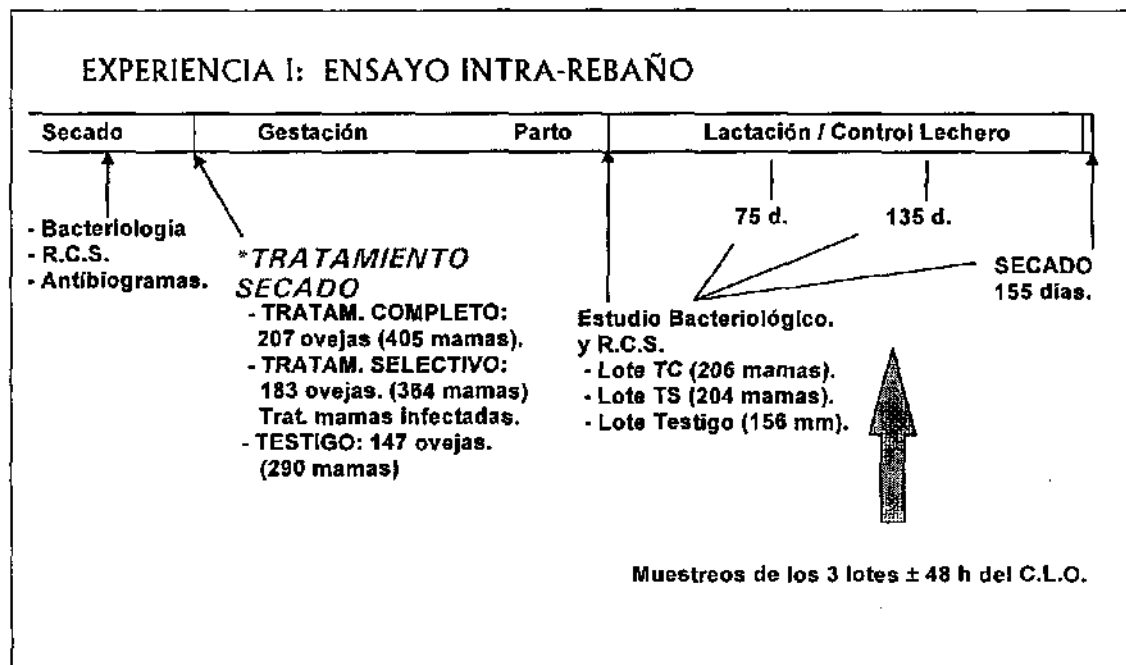 EXPERIENCIA I: ENSAYO INTRA-REBAÑO
Secado Gestación Parto Lactación / Control Lechero
75 d. 135 d.
- Bacteriología
- R.C.S.
- Antibiogramas.
*TRATAMIENTO
SECADO
- TRATAM. COMPLETO:
207 ovejas (405 mamas).
- TRATAM. SELECTIVO:
183 ovejas. (364 mamas)
Trat. mamas infectadas.
- TESTIGO: 147 ovejas.
(290 mamas)
Estudio Bacteriológico.
y R.C.S.
- Lote TC (206 mamas).
- Lote TS (204 mamas).
- Lote Testigo (156 mm).
SECADO
155 días.
Muestreos de los 3 lotes ± 48 h del C.L.O.